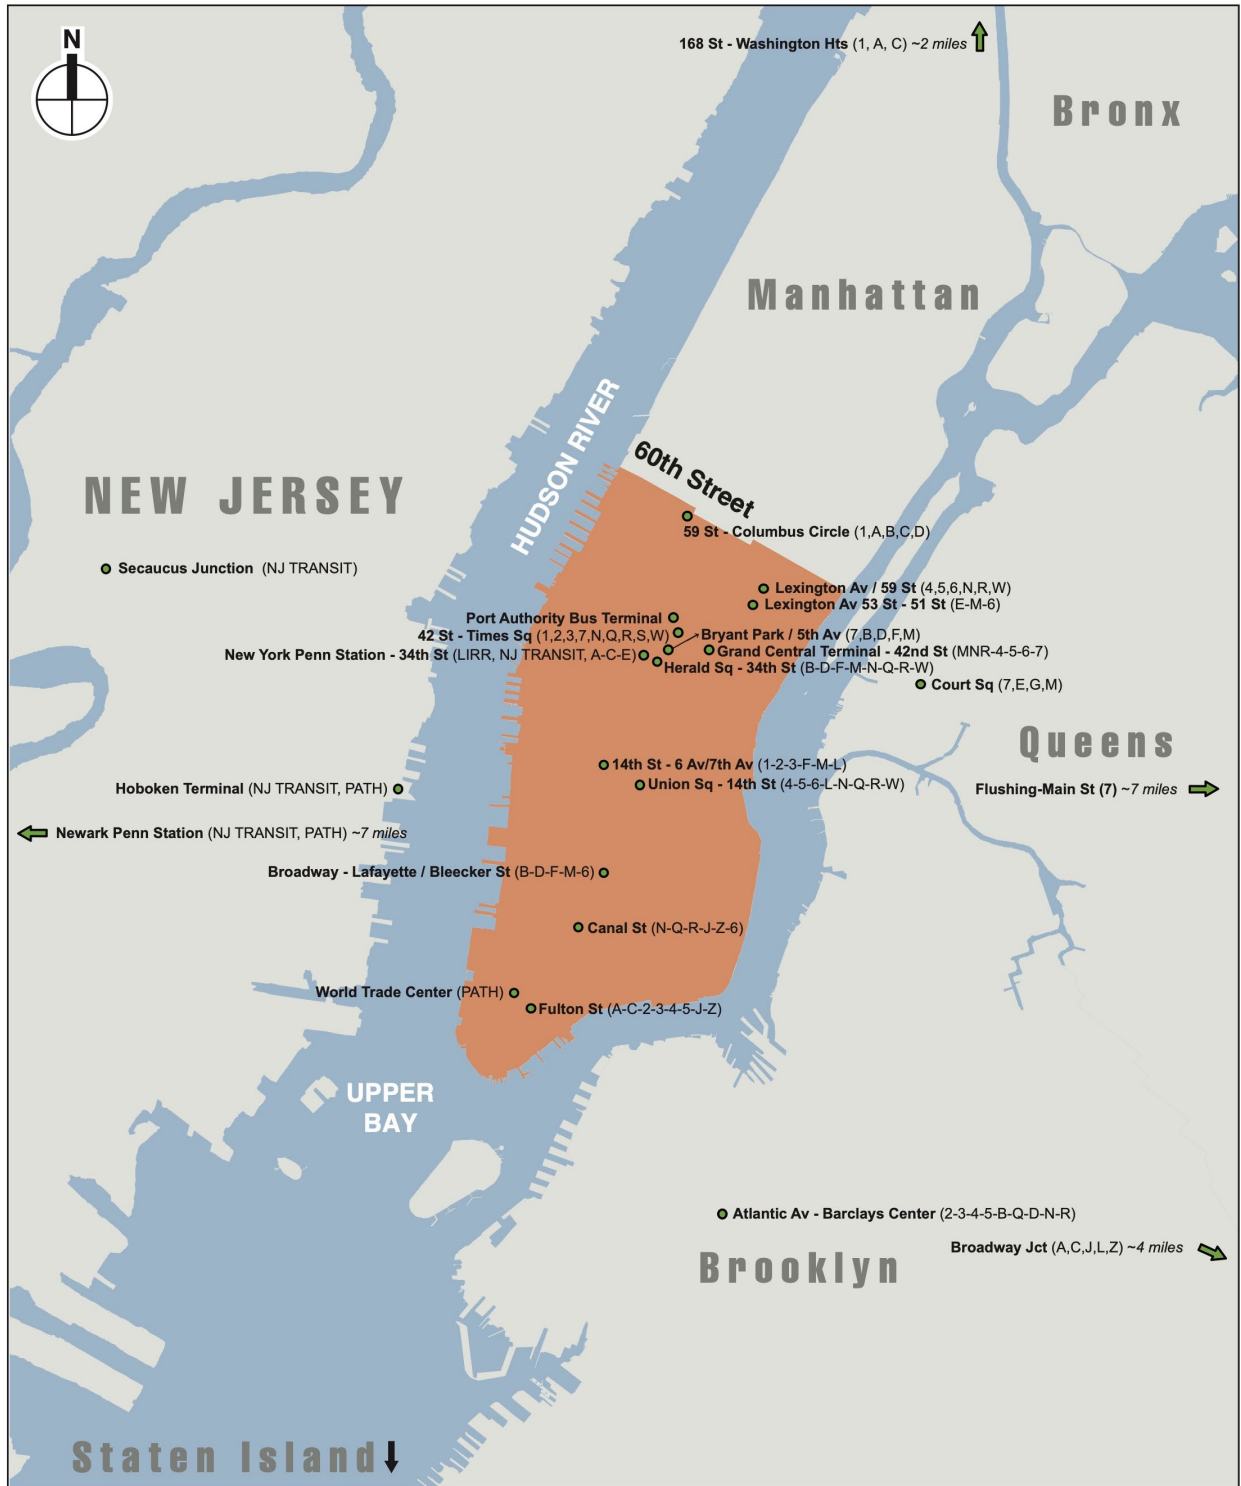 N
168 St - Washington Hts (1, A, C) ~2 miles
Bronx
Manhattan
HUDSON RIVER
60th Street
NEW JERSEY
59 St - Columbus Circle (1,A,B,C,D)
Secaucus Junction (NJ TRANSIT)
Lexington Av / 59 St (4,5,6,N,R,W)
Lexington Av 53 St - 51 St (E-M-6)
Port Authority Bus Terminal
42 St - Times Sq (1,2,3,7,N,Q,R,S,W)
Bryant Park / 5th Av (7,B,D,F,M)
New York Penn Station - 34th St (LIRR, NJ TRANSIT, A-C-E)
Grand Central Terminal - 42nd St (MNR-4-5-6-7)
Herald Sq - 34th St (B-D-F-M-N-Q-R-W)
Court Sq (7,E,G,M)
Queens
14th St - 6 Av/7th Av (1-2-3-F-M-L)
Union Sq - 14th St (4-5-6-L-N-Q-R-W)
Hoboken Terminal (NJ TRANSIT, PATH)
Flushing-Main St (7) ~7 miles
Newark Penn Station (NJ TRANSIT, PATH) ~7 miles
Broadway - Lafayette / Bleecker St (B-D-F-M-6)
Canal St (N-Q-R-J-Z-6)
World Trade Center (PATH)
Fulton St (A-C-2-3-4-5-J-Z)
UPPER
BAY
Atlantic Av - Barclays Center (2-3-4-5-B-Q-D-N-R)
Broadway Jct (A,C,J,L,Z) ~4 miles
Brooklyn
Staten Island